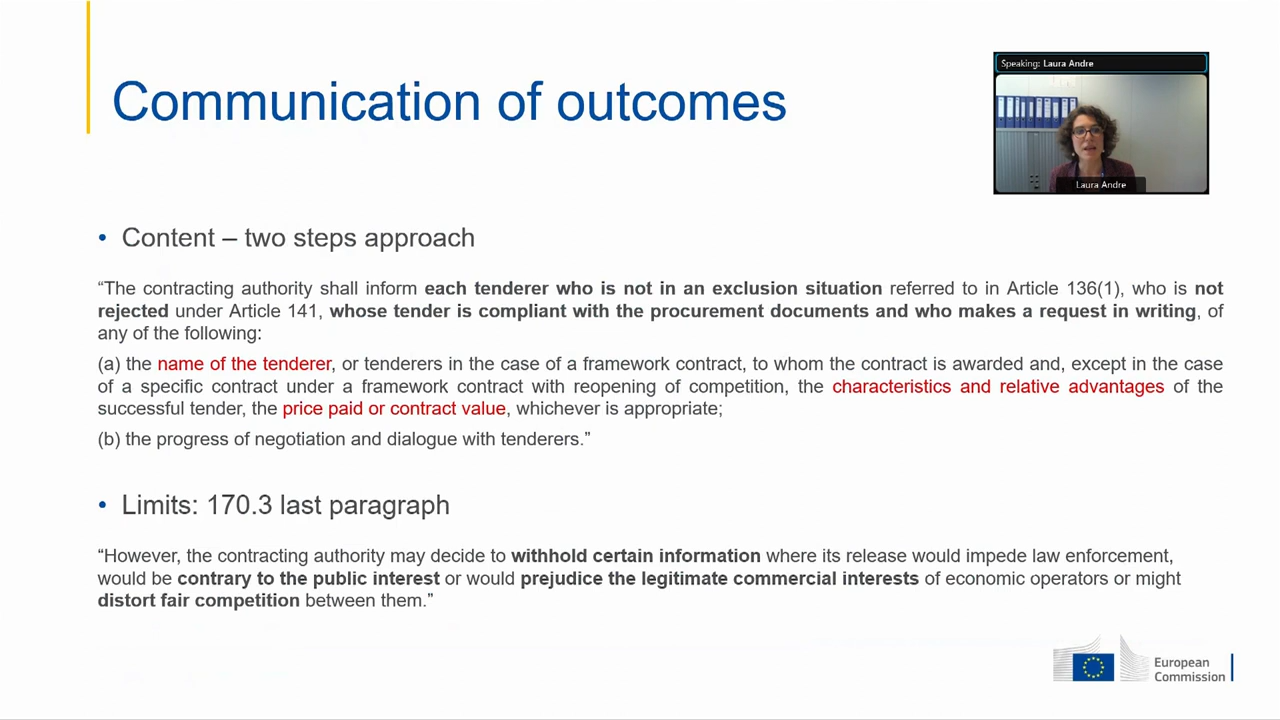 Communication of outcomes
Speaking: Laura Andre
Laura Andre
• Content – two steps approach
“The contracting authority shall inform each tenderer who is not in an exclusion situation referred to in Article 136(1), who is not
rejected under Article 141, whose tender is compliant with the procurement documents and who makes a request in writing, of
any of the following:
(a) the name of the tenderer, or tenderers in the case of a framework contract, to whom the contract is awarded and, except in the case
of a specific contract under a framework contract with reopening of competition, the characteristics and relative advantages of the
successful tender, the price paid or contract value, whichever is appropriate;
(b) the progress of negotiation and dialogue with tenderers.”
• Limits: 170.3 last paragraph
“However, the contracting authority may decide to withhold certain information where its release would impede law enforcement,
would be contrary to the public interest or would prejudice the legitimate commercial interests of economic operators or might
distort fair competition between them.”
European
Commission